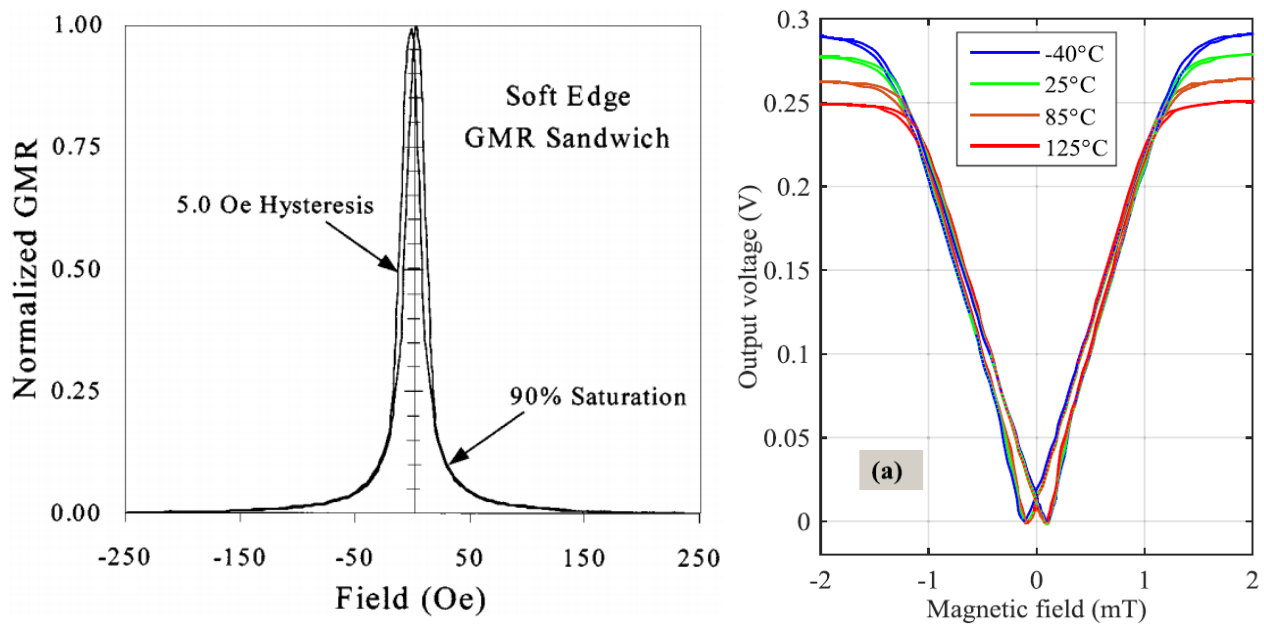 1.00
0.75
0.50
0.25
0.00
Normalized GMR
Soft Edge
GMR Sandwich
5.0 Oe Hysteresis
90% Saturation
-250
-150
-50
50
150
250
Field (Oe)
0.3
0.25
0.2
0.15
0.1
0.05
0
Output voltage (V)
-40°C
25°C
85°C
125°C
(a)
-2
-1
0
1
2
Magnetic field (mT)